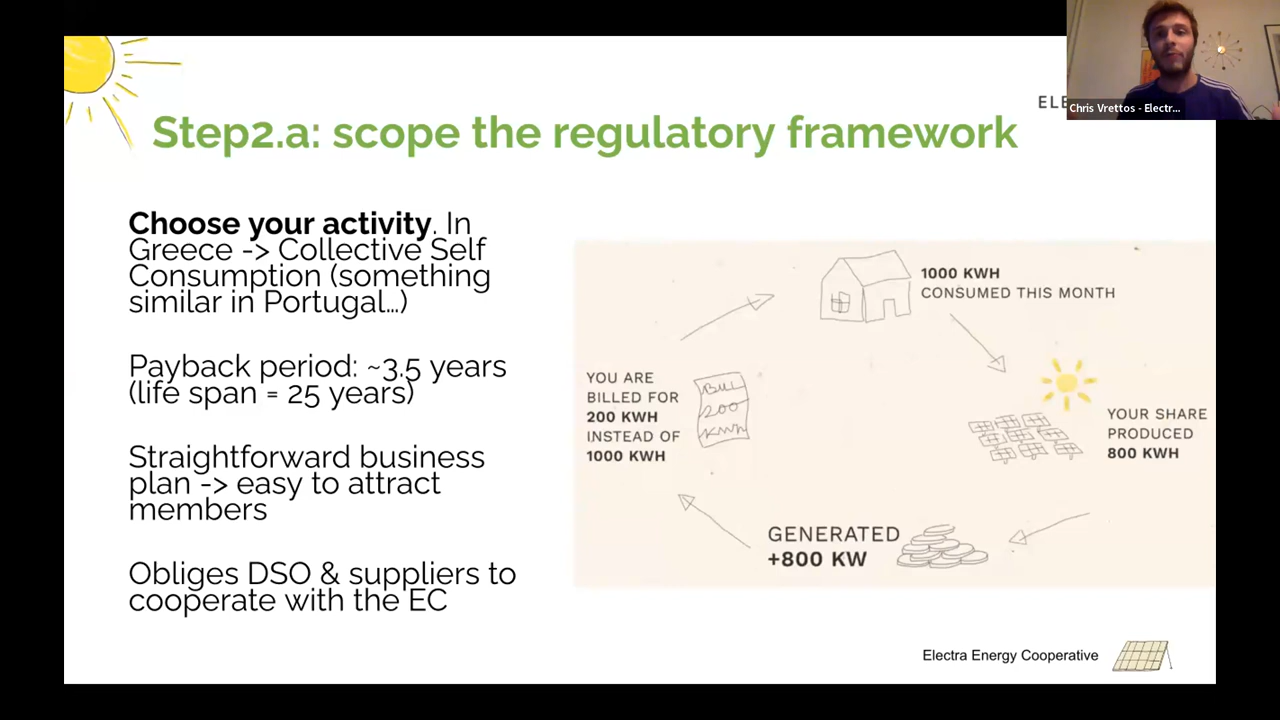 ELE
Chris Vrettos - Electr...
Step2.a: scope the regulatory framework
Choose your activity. In
Greece -> Collective Self
Consumption (something
similar in Portugal...)
Payback period: ~3.5 years
(life span = 25 years)
Straightforward business
plan -> easy to attract
members
Obliges DSO & suppliers to
cooperate with the EC
1000 KWH
CONSUMED THIS MONTH
YOUR SHARE
PRODUCED
800 KWH
GENERATED
+800 KW
YOU ARE
BILLED FOR
200 KWH
INSTEAD OF
1000 KWH
BILL
200
KWh
Electra Energy Cooperative